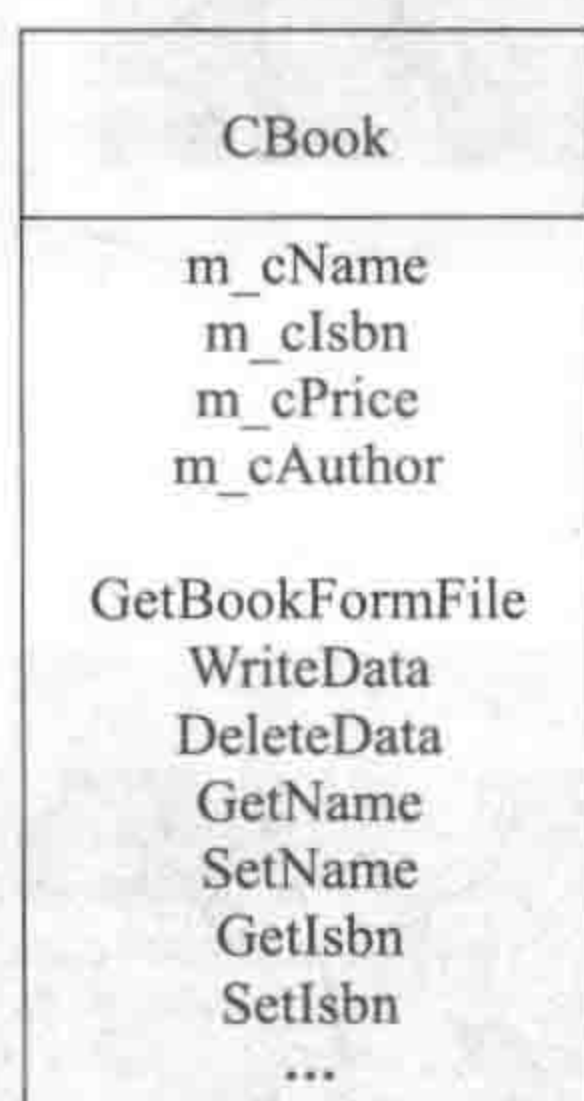 CBook
m_cName
m_cIsbn
m_cPrice
m_cAuthor
GetBookFormFile
WriteData
DeleteData
GetName
SetName
GetIsbn
SetIsbn
...